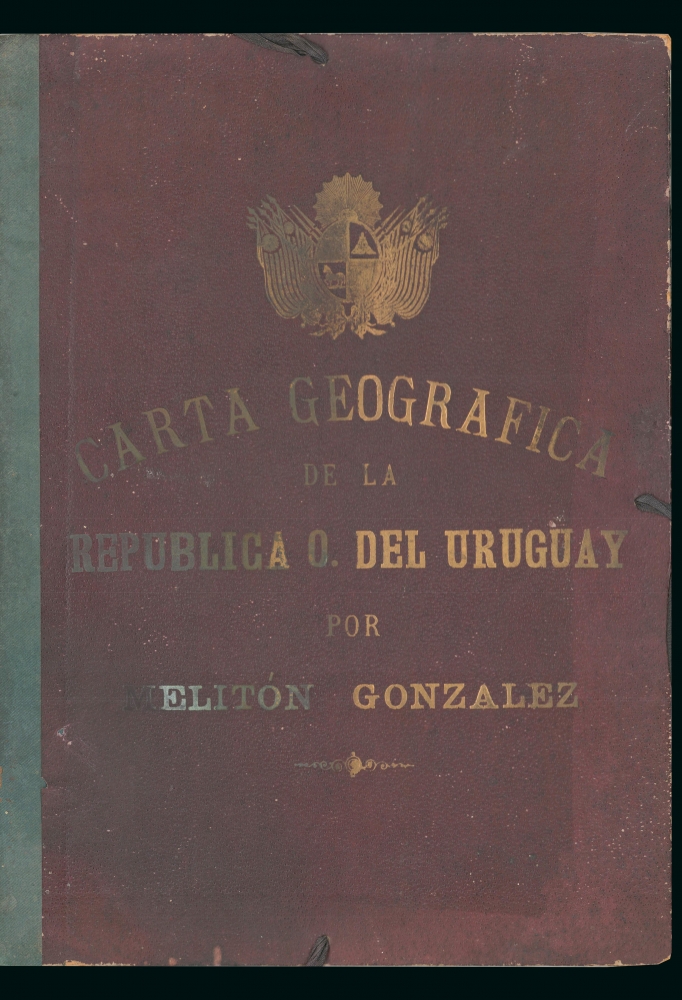 CARTA GEOGRAFICA
DE LA
REPUBLICA O. DEL URUGUAY
POR
MELITÓN GONZALEZ